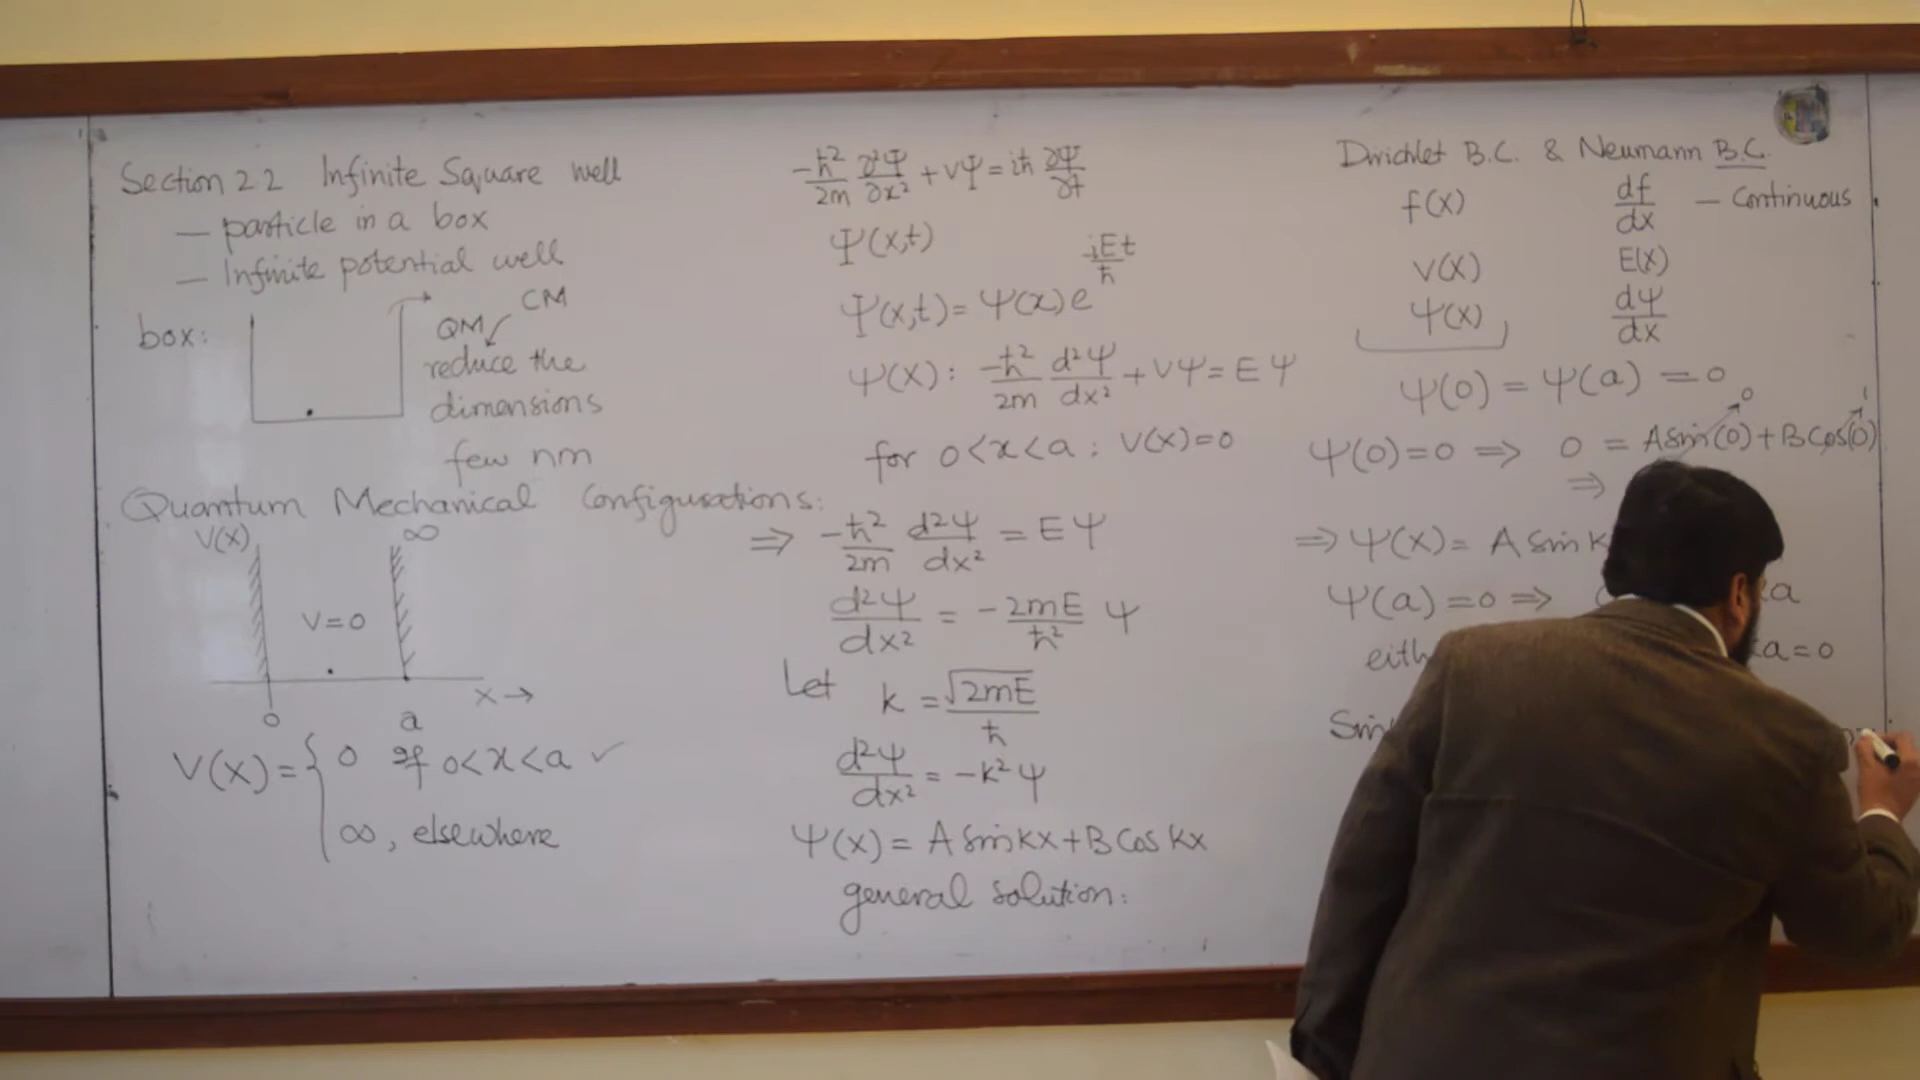 Section 2.2 Infinite Square well
— particle in a box
— Infinite potential well
box:
CM
QM
reduce the
dimensions
few nm
Quantum Mechanical Configurations:
V(x)
∞
V=0
x →
0
a
V(x) = { 0 if 0<x<a ✓
∞, elsewhere
-ħ²/2m ∂²Ψ/∂x² + VΨ = iħ ∂Ψ/∂t
Ψ(x,t)
Ψ(x,t) = ψ(x) e^(-iEt/ħ)
ψ(x) : -ħ²/2m d²ψ/dx² + Vψ = Eψ
for 0<x<a ; V(x)=0
⇒ -ħ²/2m d²ψ/dx² = Eψ
d²ψ/dx² = -2mE/ħ² ψ
Let k = √2mE/ħ
d²ψ/dx² = -k²ψ
ψ(x) = A sin kx + B cos kx
general solution:
Dirichlet B.C. & Neumann B.C.
f(x) df/dx — Continuous
V(x) E(x)
ψ(x) dψ/dx
ψ(0) = ψ(a) = 0
0 1
ψ(0)=0 ⇒ 0 = A sin(0) + B Cos(0)
⇒
⇒ ψ(x) = A sin k
ψ(a) = 0 ⇒
a=0